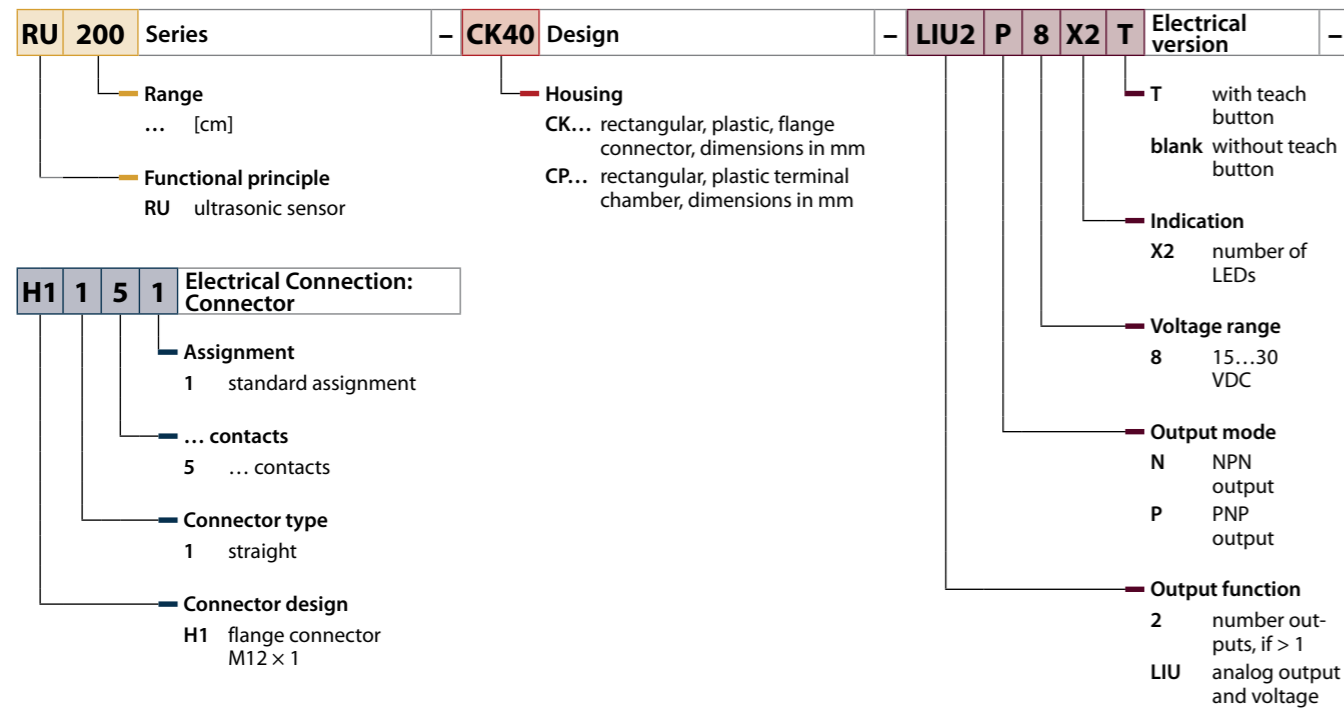 RU 200 Series – CK40 Design – LIU2 P 8 X2 T Electrical version –
Range
… [cm]
Functional principle
RU ultrasonic sensor
Housing
CK… rectangular, plastic, flange
connector, dimensions in mm
CP… rectangular, plastic terminal
chamber, dimensions in mm
T with teach
button
blank without teach
button
Indication
X2 number of
LEDs
Voltage range
8 15…30
VDC
Output mode
N NPN
output
P PNP
output
Output function
2 number out-
puts, if > 1
LIU analog output
and voltage
H1 1 5 1 Electrical Connection:
Connector
Assignment
1 standard assignment
… contacts
5 … contacts
Connector type
1 straight
Connector design
H1 flange connector
M12 × 1